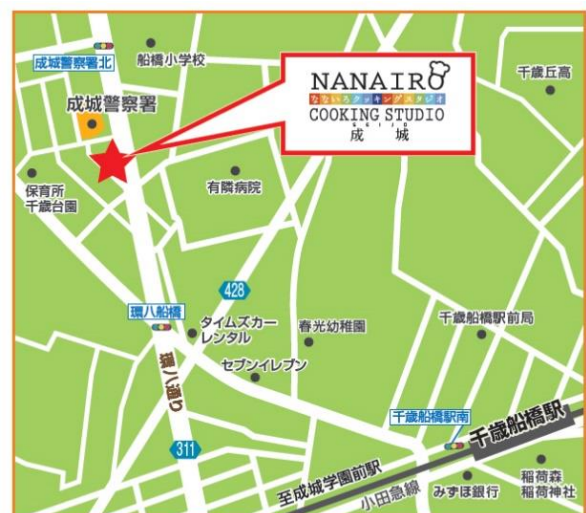 成城警察署北
船橋小学校
NANAIRO
なないろクッキングスタジオ
COOKING STUDIO
成城
SEIJO
千歳丘高
成城警察署
保育所
千歳台園
有隣病院
428
環八船橋
タイムズカー
レンタル
春光幼稚園
千歳船橋駅前局
セブンイレブン
環八通り
311
千歳船橋駅南
千歳船橋駅
至成城学園前駅
小田急線
みずほ銀行
稲荷森
稲荷神社